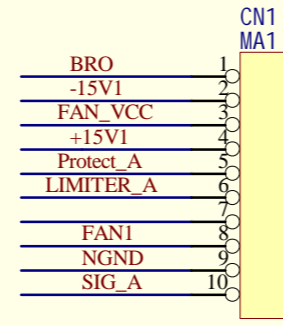 CN1
MA1
BRO 1
-15V1 2
FAN_VCC 3
+15V1 4
Protect_A 5
LIMITER_A 6
7
FAN1 8
NGND 9
SIG_A 10